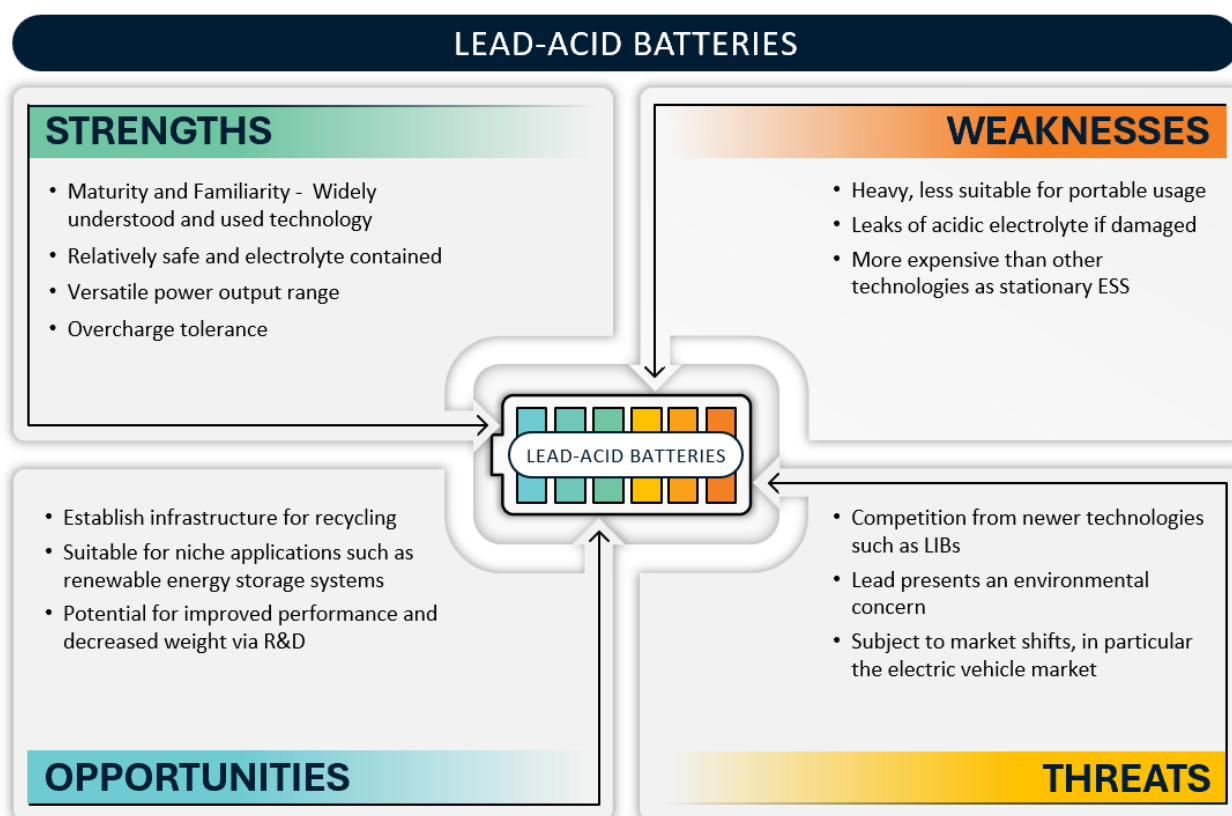 LEAD-ACID BATTERIES
STRENGTHS
• Maturity and Familiarity - Widely
understood and used technology
• Relatively safe and electrolyte contained
• Versatile power output range
• Overcharge tolerance
WEAKNESSES
• Heavy, less suitable for portable usage
• Leaks of acidic electrolyte if damaged
• More expensive than other
technologies as stationary ESS
LEAD-ACID BATTERIES
• Establish infrastructure for recycling
• Suitable for niche applications such as
renewable energy storage systems
• Potential for improved performance and
decreased weight via R&D
OPPORTUNITIES
• Competition from newer technologies
such as LIBs
• Lead presents an environmental
concern
• Subject to market shifts, in particular
the electric vehicle market
THREATS